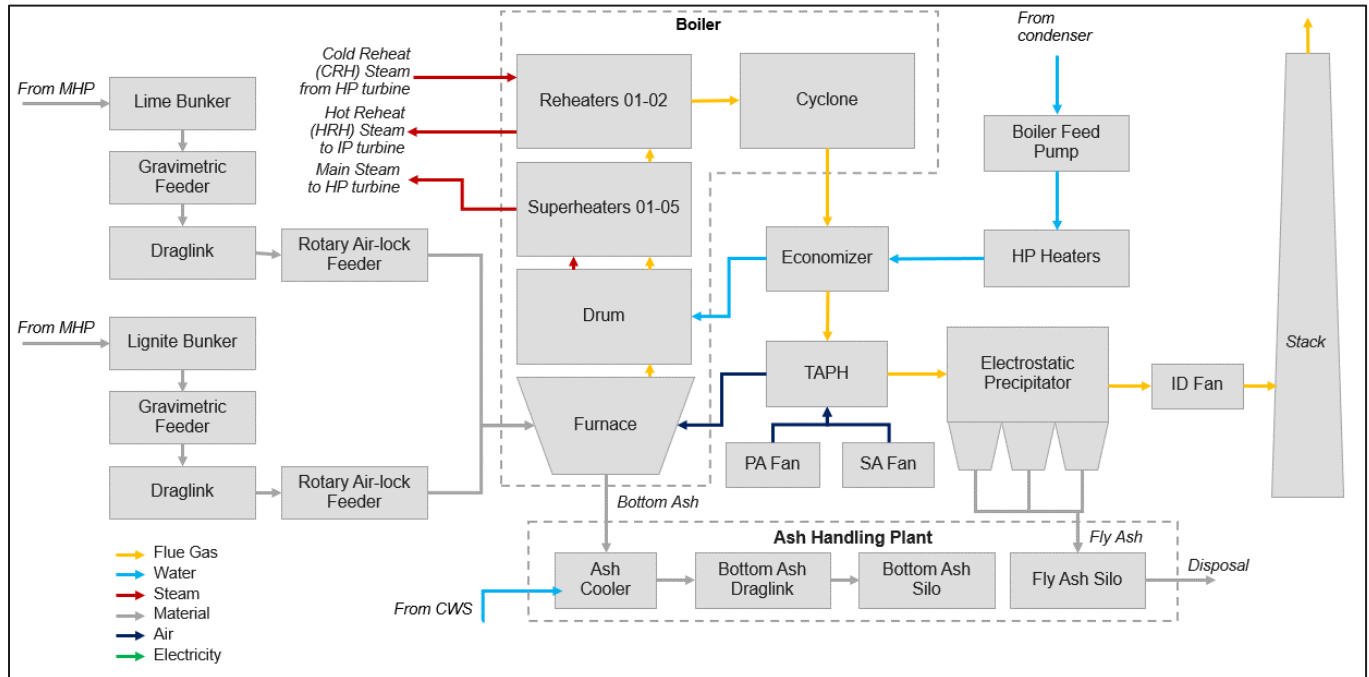 Boiler
From
condenser
Cold Reheat
(CRH) Steam
from HP turbine
Hot Reheat
(HRH) Steam
to IP turbine
Main Steam
to HP turbine
From MHP
Lime Bunker
Gravimetric
Feeder
Draglink
Rotary Air-lock
Feeder
From MHP
Lignite Bunker
Gravimetric
Feeder
Draglink
Rotary Air-lock
Feeder
Reheaters 01-02
Cyclone
Superheaters 01-05
Drum
Furnace
Boiler Feed
Pump
HP Heaters
Economizer
TAPH
PA Fan
SA Fan
Electrostatic
Precipitator
ID Fan
Stack
Bottom Ash
Ash Handling Plant
Fly Ash
Ash
Cooler
Bottom Ash
Draglink
Bottom Ash
Silo
Fly Ash Silo
Disposal
From CWS
Flue Gas
Water
Steam
Material
Air
Electricity